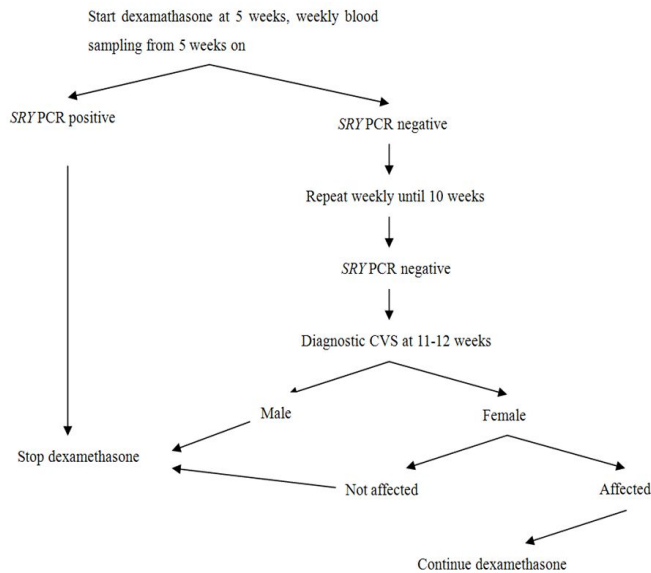 Start dexamathasone at 5 weeks, weekly blood
sampling from 5 weeks on
SRY PCR positive
SRY PCR negative
Repeat weekly until 10 weeks
SRY PCR negative
Diagnostic CVS at 11-12 weeks
Male
Female
Stop dexamethasone
Not affected
Affected
Continue dexamethasone